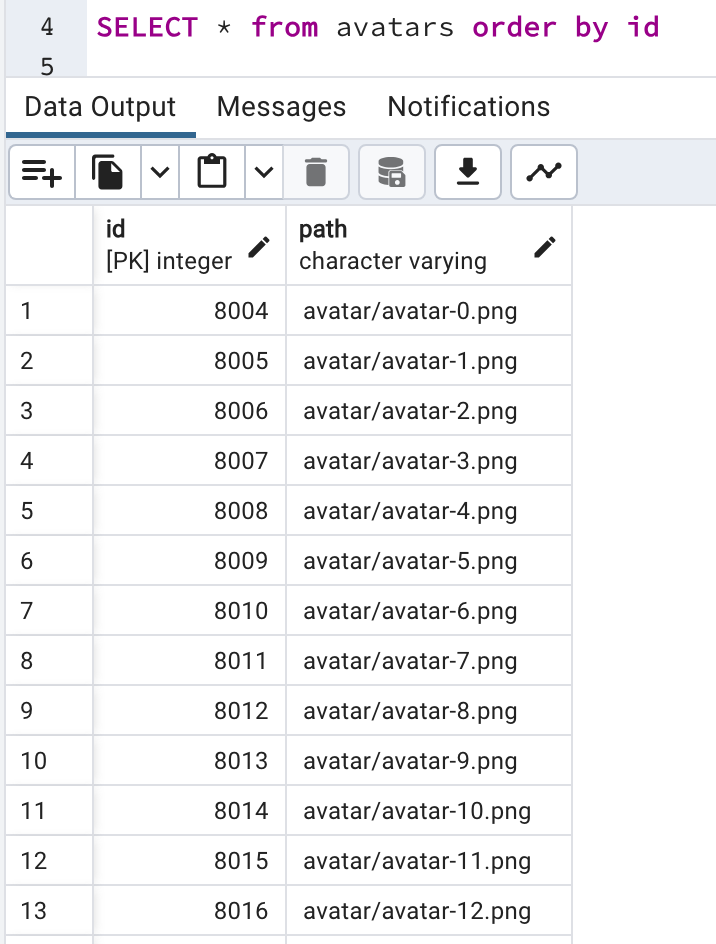 4 SELECT * from avatars order by id
5
Data Output Messages Notifications
id path
[PK] integer character varying
1 8004 avatar/avatar-0.png
2 8005 avatar/avatar-1.png
3 8006 avatar/avatar-2.png
4 8007 avatar/avatar-3.png
5 8008 avatar/avatar-4.png
6 8009 avatar/avatar-5.png
7 8010 avatar/avatar-6.png
8 8011 avatar/avatar-7.png
9 8012 avatar/avatar-8.png
10 8013 avatar/avatar-9.png
11 8014 avatar/avatar-10.png
12 8015 avatar/avatar-11.png
13 8016 avatar/avatar-12.png